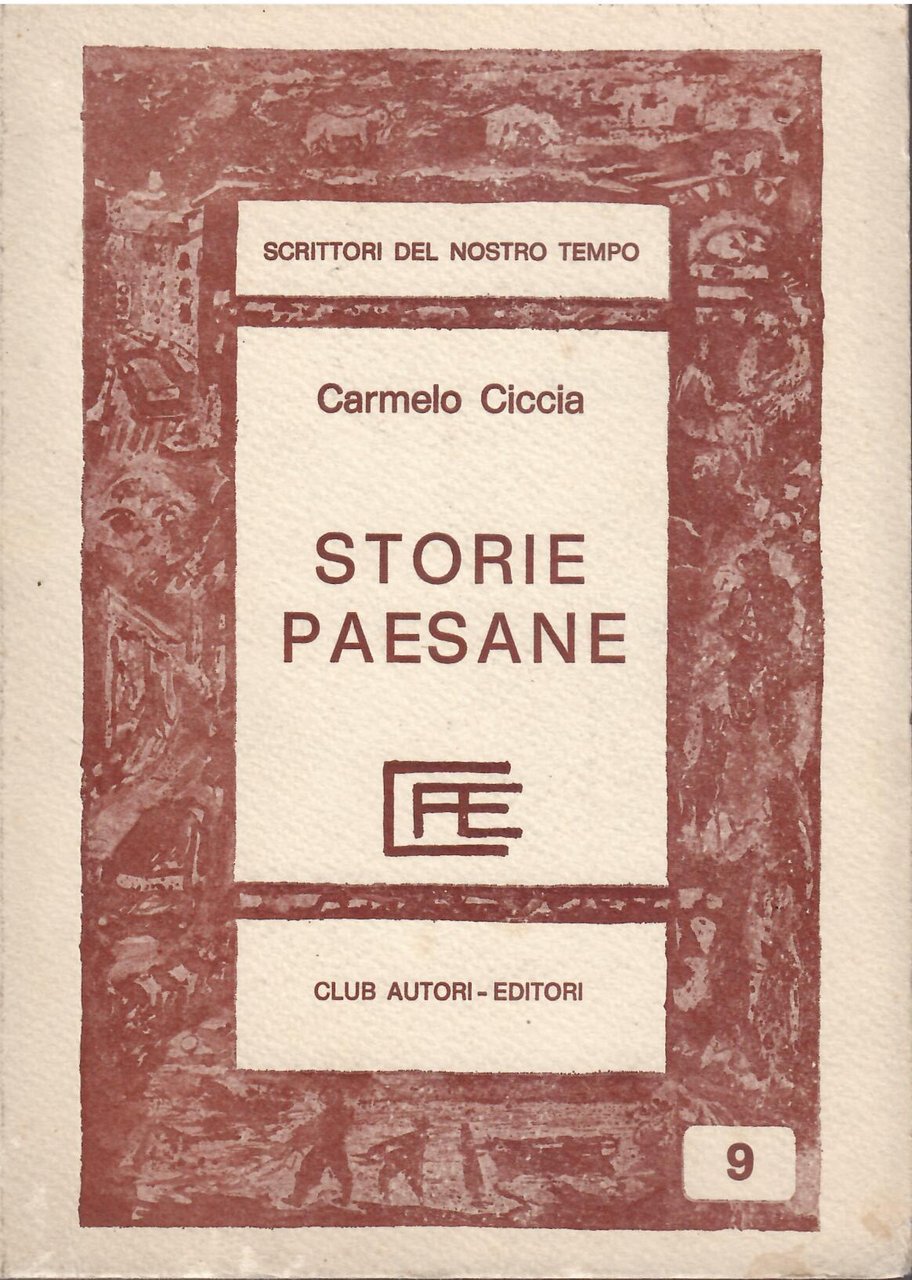 SCRITTORI DEL NOSTRO TEMPO
Carmelo Ciccia
STORIE
PAESANE
CAE
CLUB AUTORI - EDITORI
9